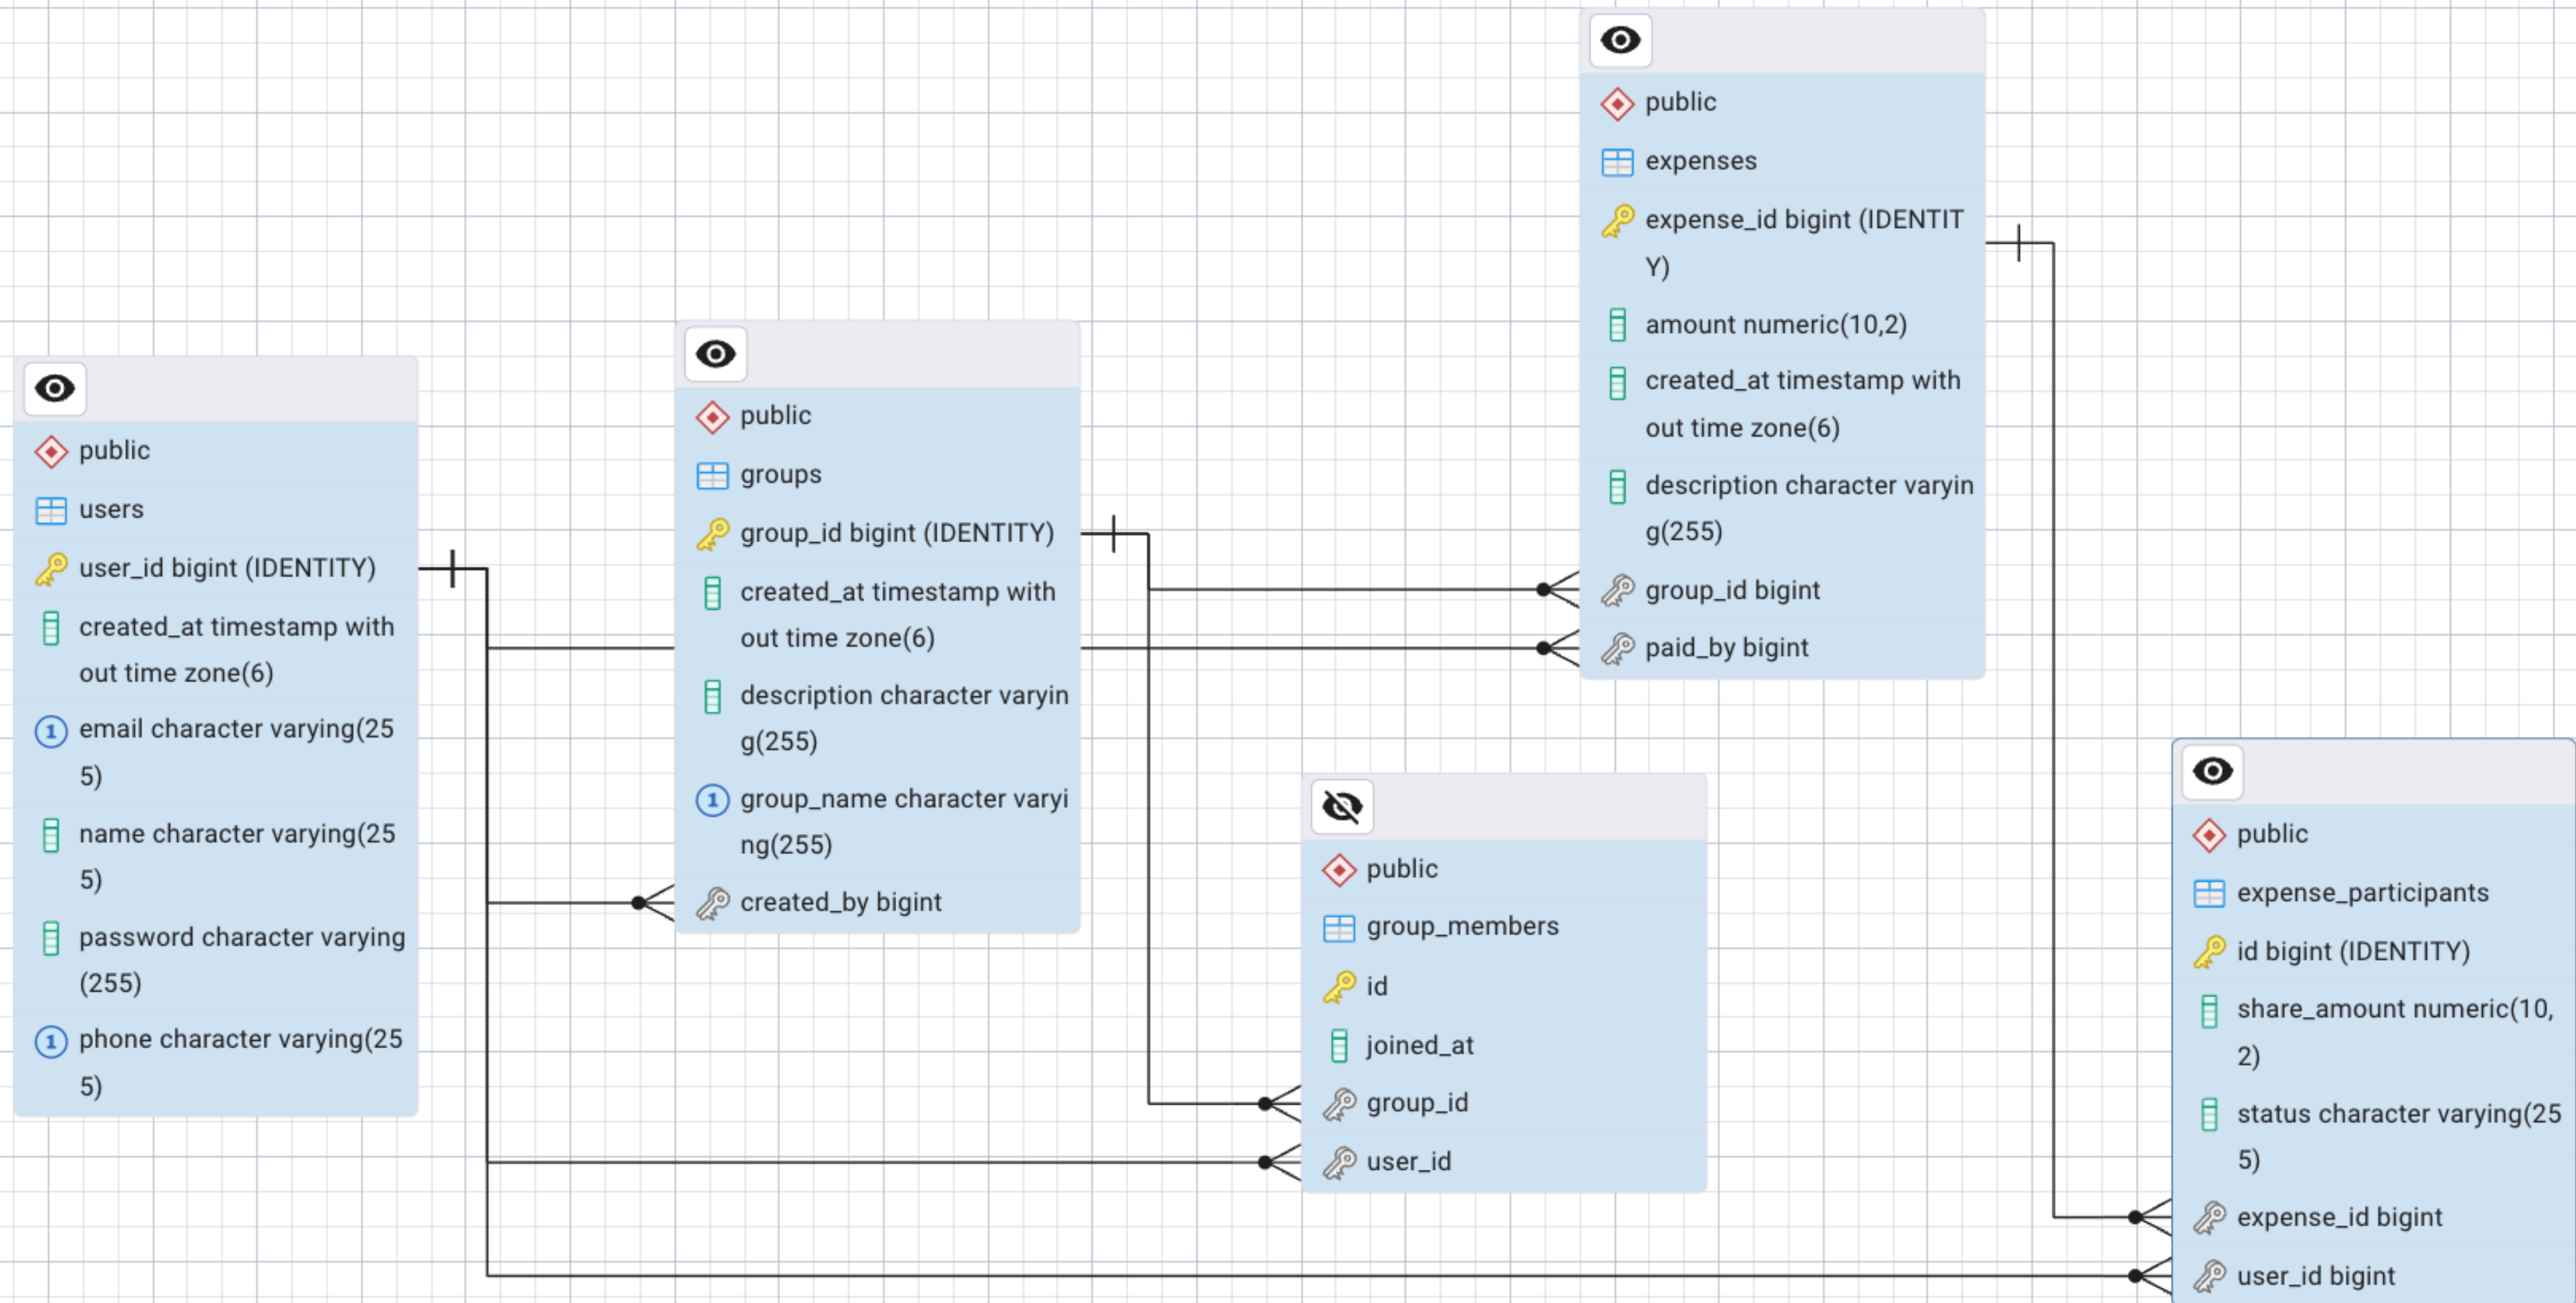 public
users
user_id bigint (IDENTITY)
created_at timestamp with
out time zone(6)
1 email character varying(25
5)
name character varying(25
5)
password character varying
(255)
1 phone character varying(25
5)
public
groups
group_id bigint (IDENTITY)
created_at timestamp with
out time zone(6)
description character varyin
g(255)
1 group_name character varyi
ng(255)
created_by bigint
public
expenses
expense_id bigint (IDENTIT
Y)
amount numeric(10,2)
created_at timestamp with
out time zone(6)
description character varyin
g(255)
group_id bigint
paid_by bigint
public
group_members
id
joined_at
group_id
user_id
public
expense_participants
id bigint (IDENTITY)
share_amount numeric(10,
2)
status character varying(25
5)
expense_id bigint
user_id bigint